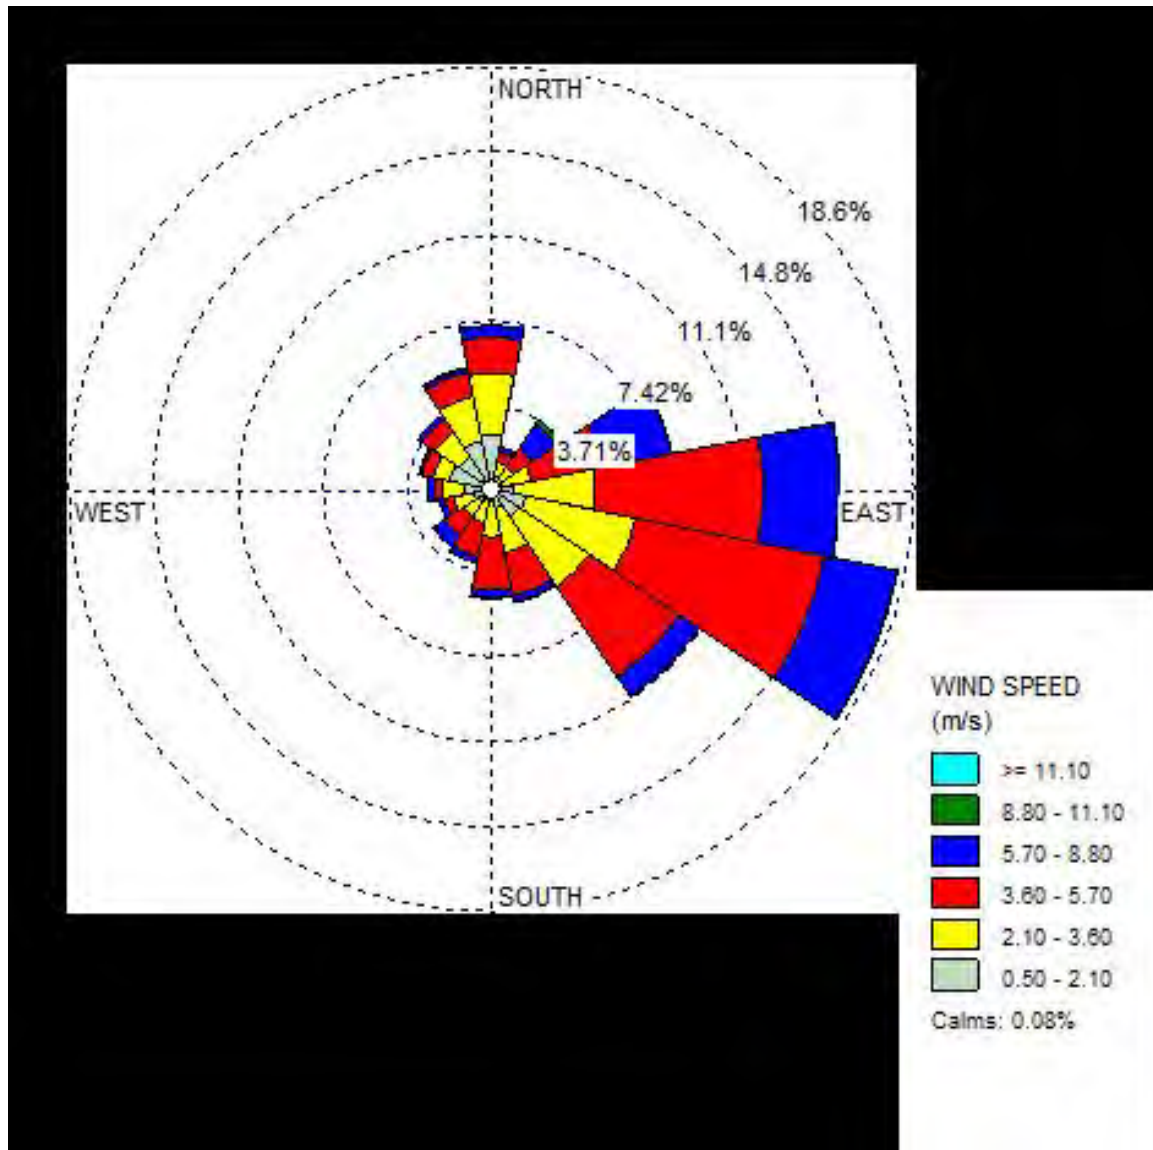 NORTH
18.6%
14.8%
11.1%
7.42%
3.71%
WEST
EAST
SOUTH
WIND SPEED
(m/s)
>= 11.10
8.80 - 11.10
5.70 - 8.80
3.60 - 5.70
2.10 - 3.60
0.50 - 2.10
Calms: 0.08%